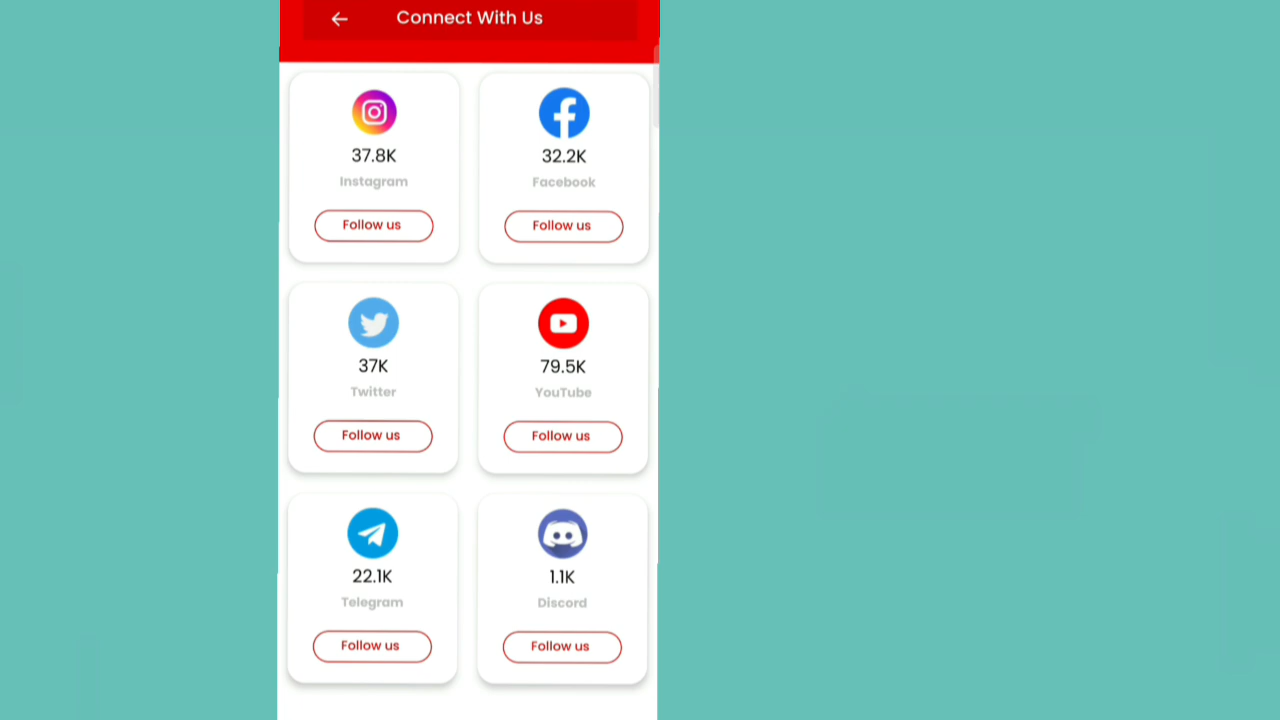 Connect With Us
37.8K
Instagram
Follow us
32.2K
Facebook
Follow us
37K
Twitter
Follow us
79.5K
YouTube
Follow us
22.1K
Telegram
Follow us
1.1K
Discord
Follow us